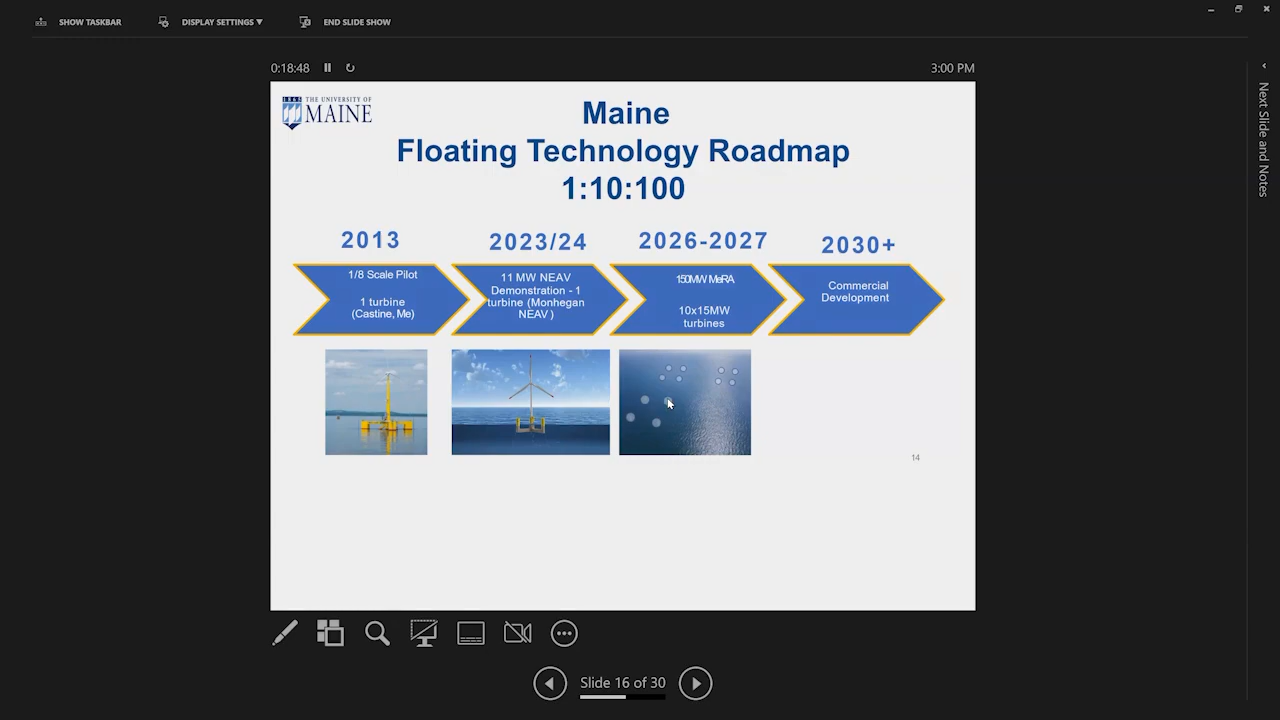 SHOW TASKBAR
DISPLAY SETTINGS ▼
END SLIDE SHOW
0:18:48
3:00 PM
Next Slide and Notes
1865 THE UNIVERSITY OF
MAINE
Maine
Floating Technology Roadmap
1:10:100
2013
2023/24
2026-2027
2030+
1/8 Scale Pilot
1 turbine
(Castine, Me)
11 MW NEAV
Demonstration - 1
turbine (Monhegan
NEAV )
150MW MeRA
10x15MW
turbines
Commercial
Development
14
Slide 16 of 30